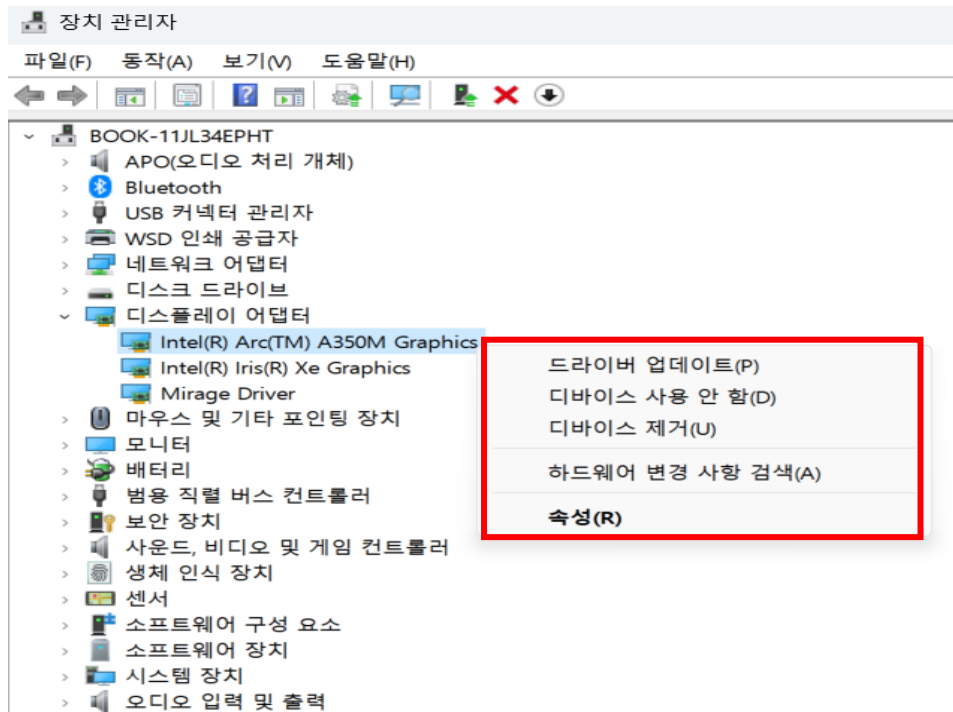 장치 관리자
파일(F) 동작(A) 보기(V) 도움말(H)
BOOK-11JL34EPHT
APO(오디오 처리 개체)
Bluetooth
USB 커넥터 관리자
WSD 인쇄 공급자
네트워크 어댑터
디스크 드라이브
디스플레이 어댑터
Intel(R) Arc(TM) A350M Graphics
Intel(R) Iris(R) Xe Graphics
Mirage Driver
마우스 및 기타 포인팅 장치
모니터
배터리
범용 직렬 버스 컨트롤러
보안 장치
사운드, 비디오 및 게임 컨트롤러
생체 인식 장치
센서
소프트웨어 구성 요소
소프트웨어 장치
시스템 장치
오디오 입력 및 출력
드라이버 업데이트(P)
디바이스 사용 안 함(D)
디바이스 제거(U)
하드웨어 변경 사항 검색(A)
속성(R)